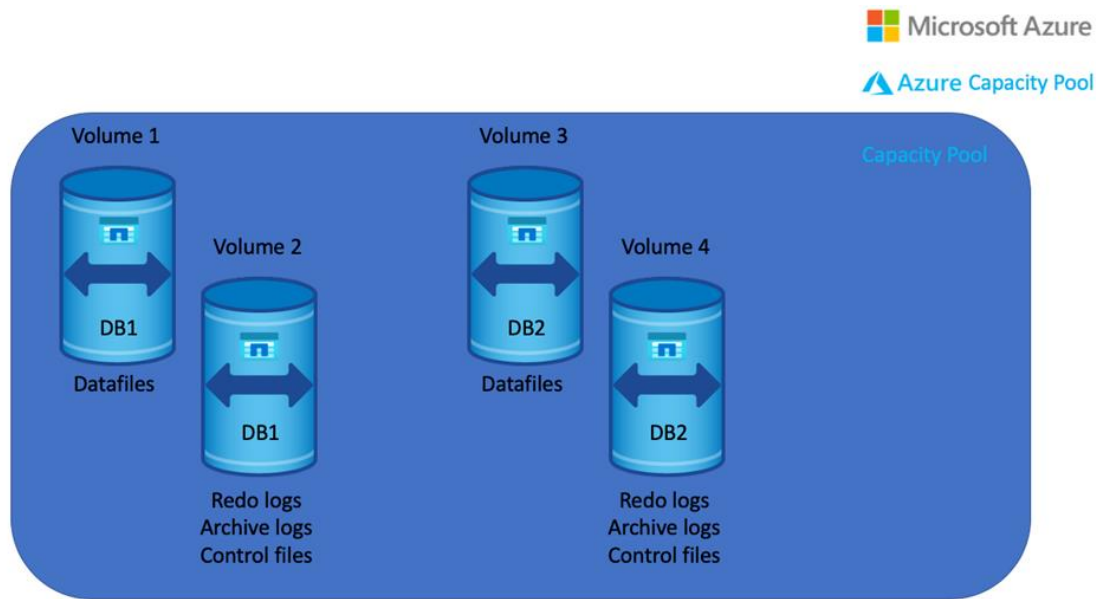 Microsoft Azure
Azure Capacity Pool
Capacity Pool
Volume 1
DB1
Datafiles
Volume 2
DB1
Redo logs
Archive logs
Control files
Volume 3
DB2
Datafiles
Volume 4
DB2
Redo logs
Archive logs
Control files